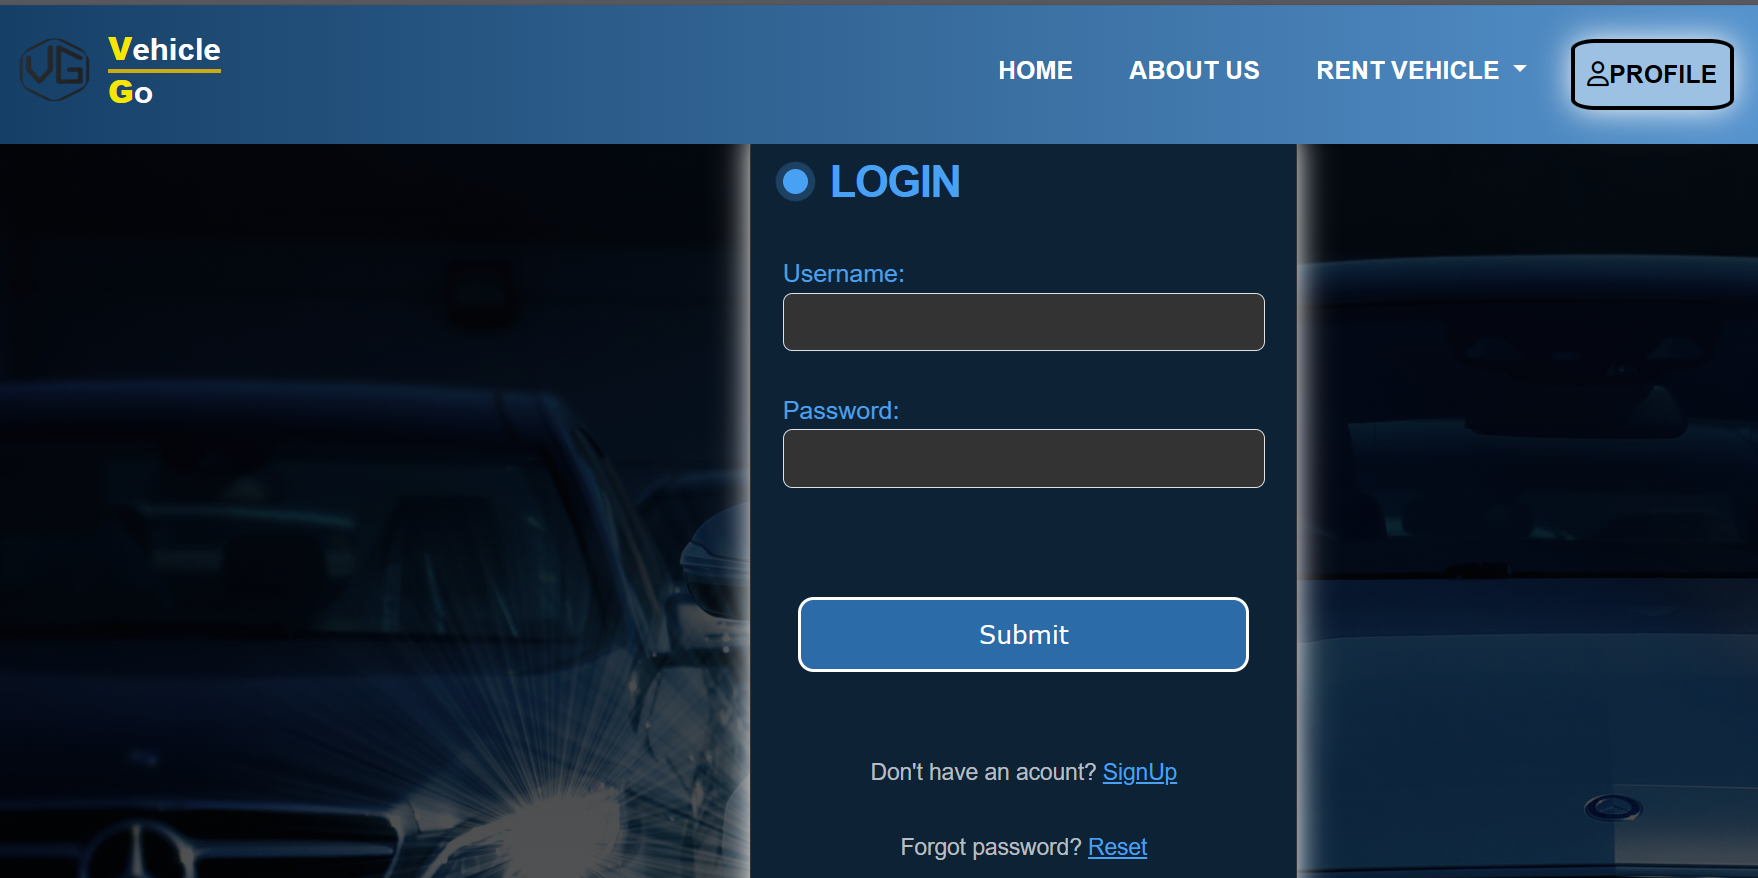 VG
Vehicle
Go
HOME ABOUT US RENT VEHICLE PROFILE
LOGIN
Username:
Password:
Submit
Don't have an acount? SignUp
Forgot password? Reset